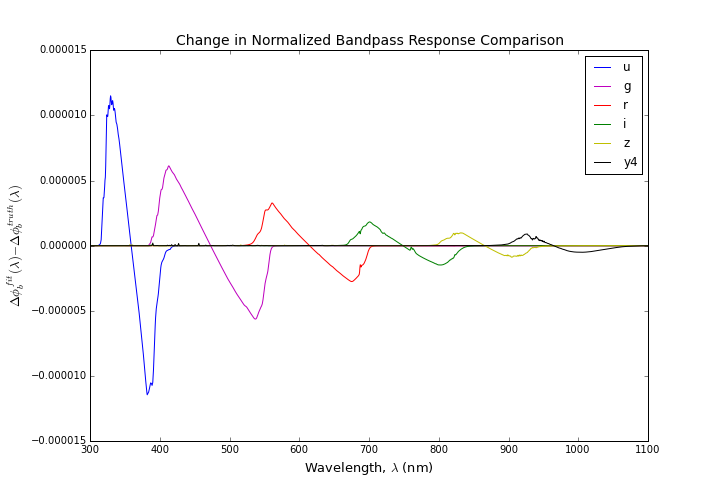 Change in Normalized Bandpass Response Comparison
0.000015
0.000010
0.000005
0.000000
−0.000005
−0.000010
−0.000015
Δϕ_b^{fit}(λ)−Δϕ_b^{truth}(λ)
u
g
r
i
z
y4
300 400 500 600 700 800 900 1000 1100
Wavelength, λ (nm)